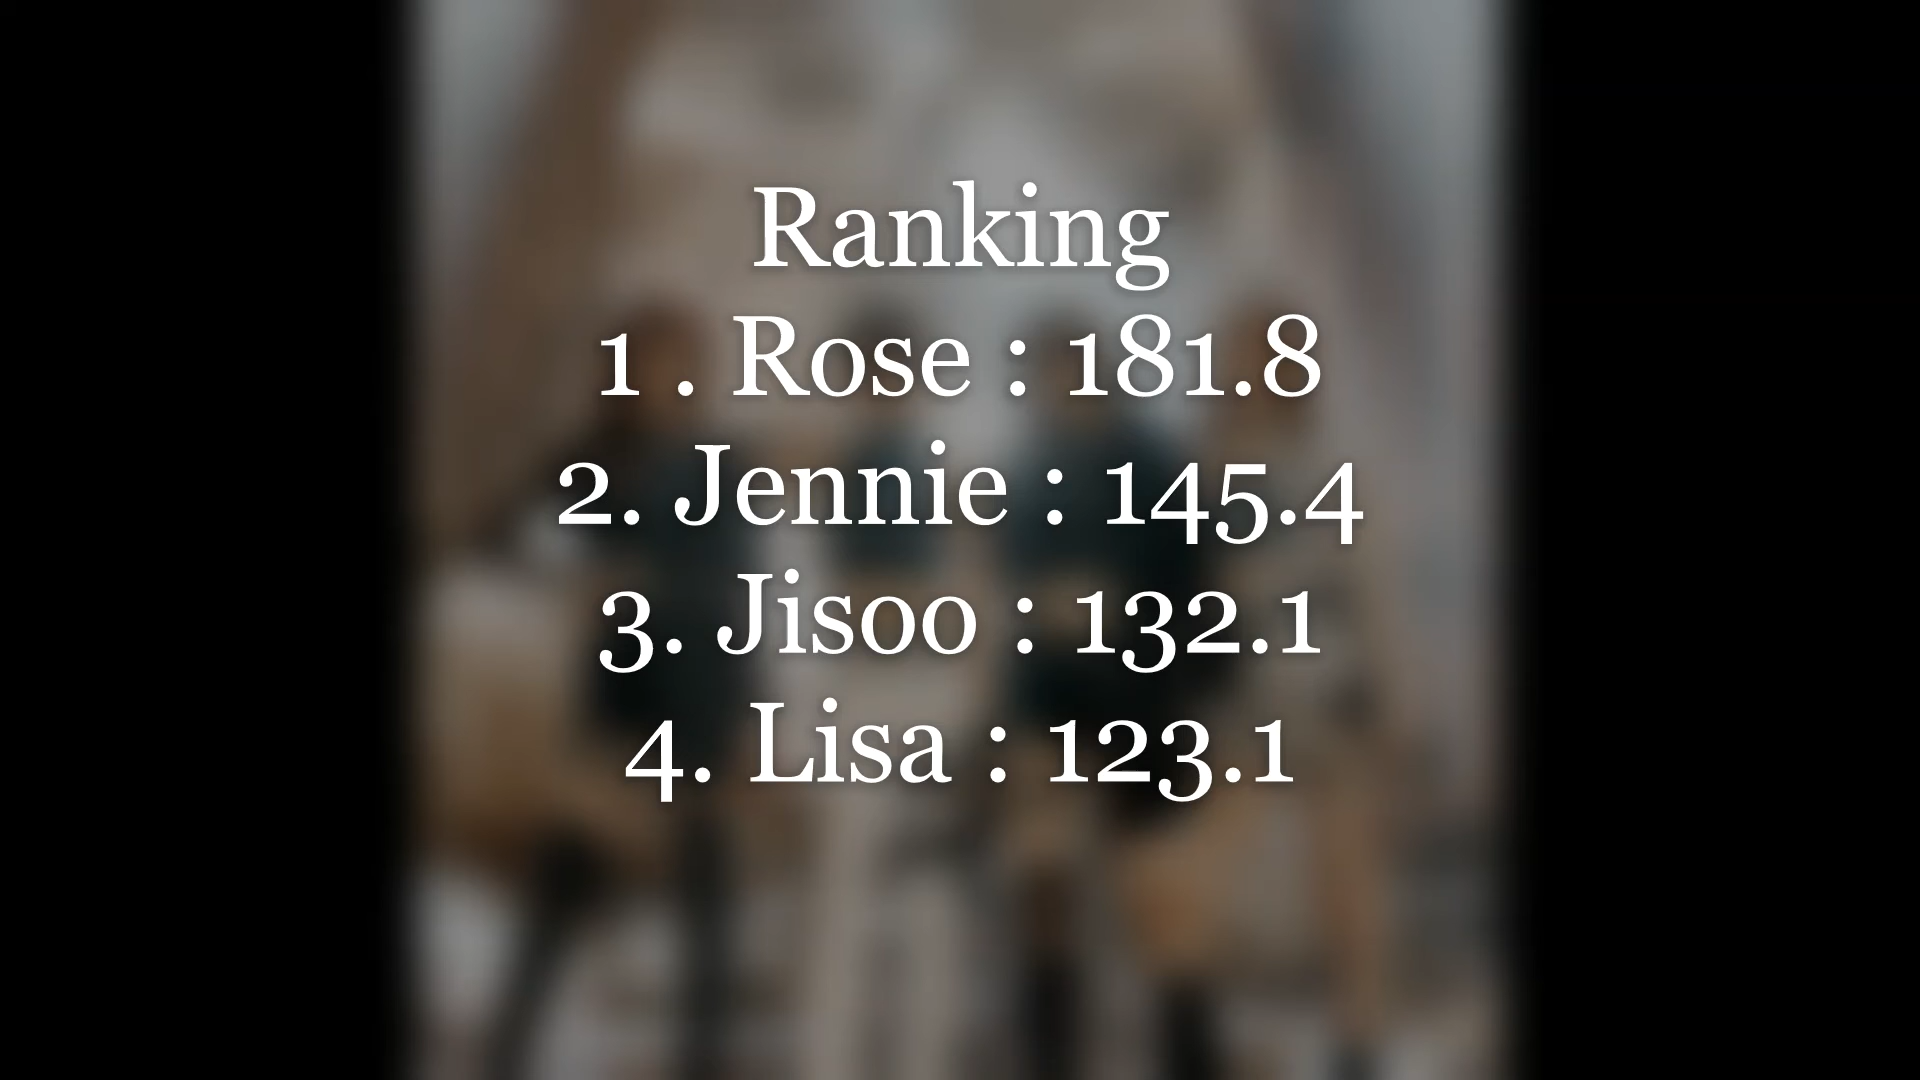 Ranking
1 . Rose : 181.8
2. Jennie : 145.4
3. Jisoo : 132.1
4. Lisa : 123.1